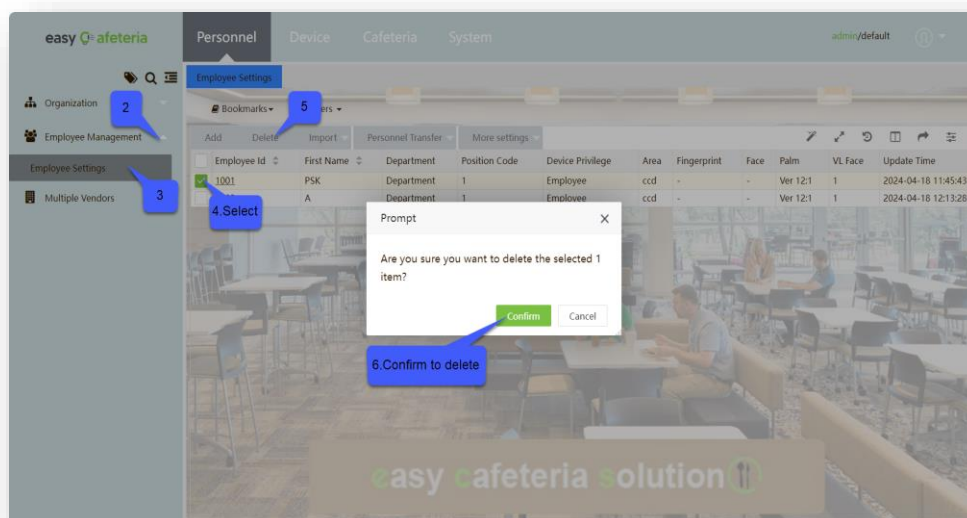 easy Cafeteria
Personnel Device Cafeteria System admin/default
Employee Settings
Organization 2 Bookmarks 5 ers
Employee Management Add Delete Import Personnel Transfer More settings
Employee Id First Name Department Position Code Device Privilege Area Fingerprint Face Palm VL Face Update Time
Employee Settings 1001 PSK Department 1 Employee ccd - - Ver 12:1 1 2024-04-18 11:45:43
Multiple Vendors 3 A Department 1 Employee ccd - - Ver 12:1 1 2024-04-18 12:13:28
4.Select
Prompt
Are you sure you want to delete the selected 1
item?
Confirm Cancel
6.Confirm to delete
easy cafeteria solution